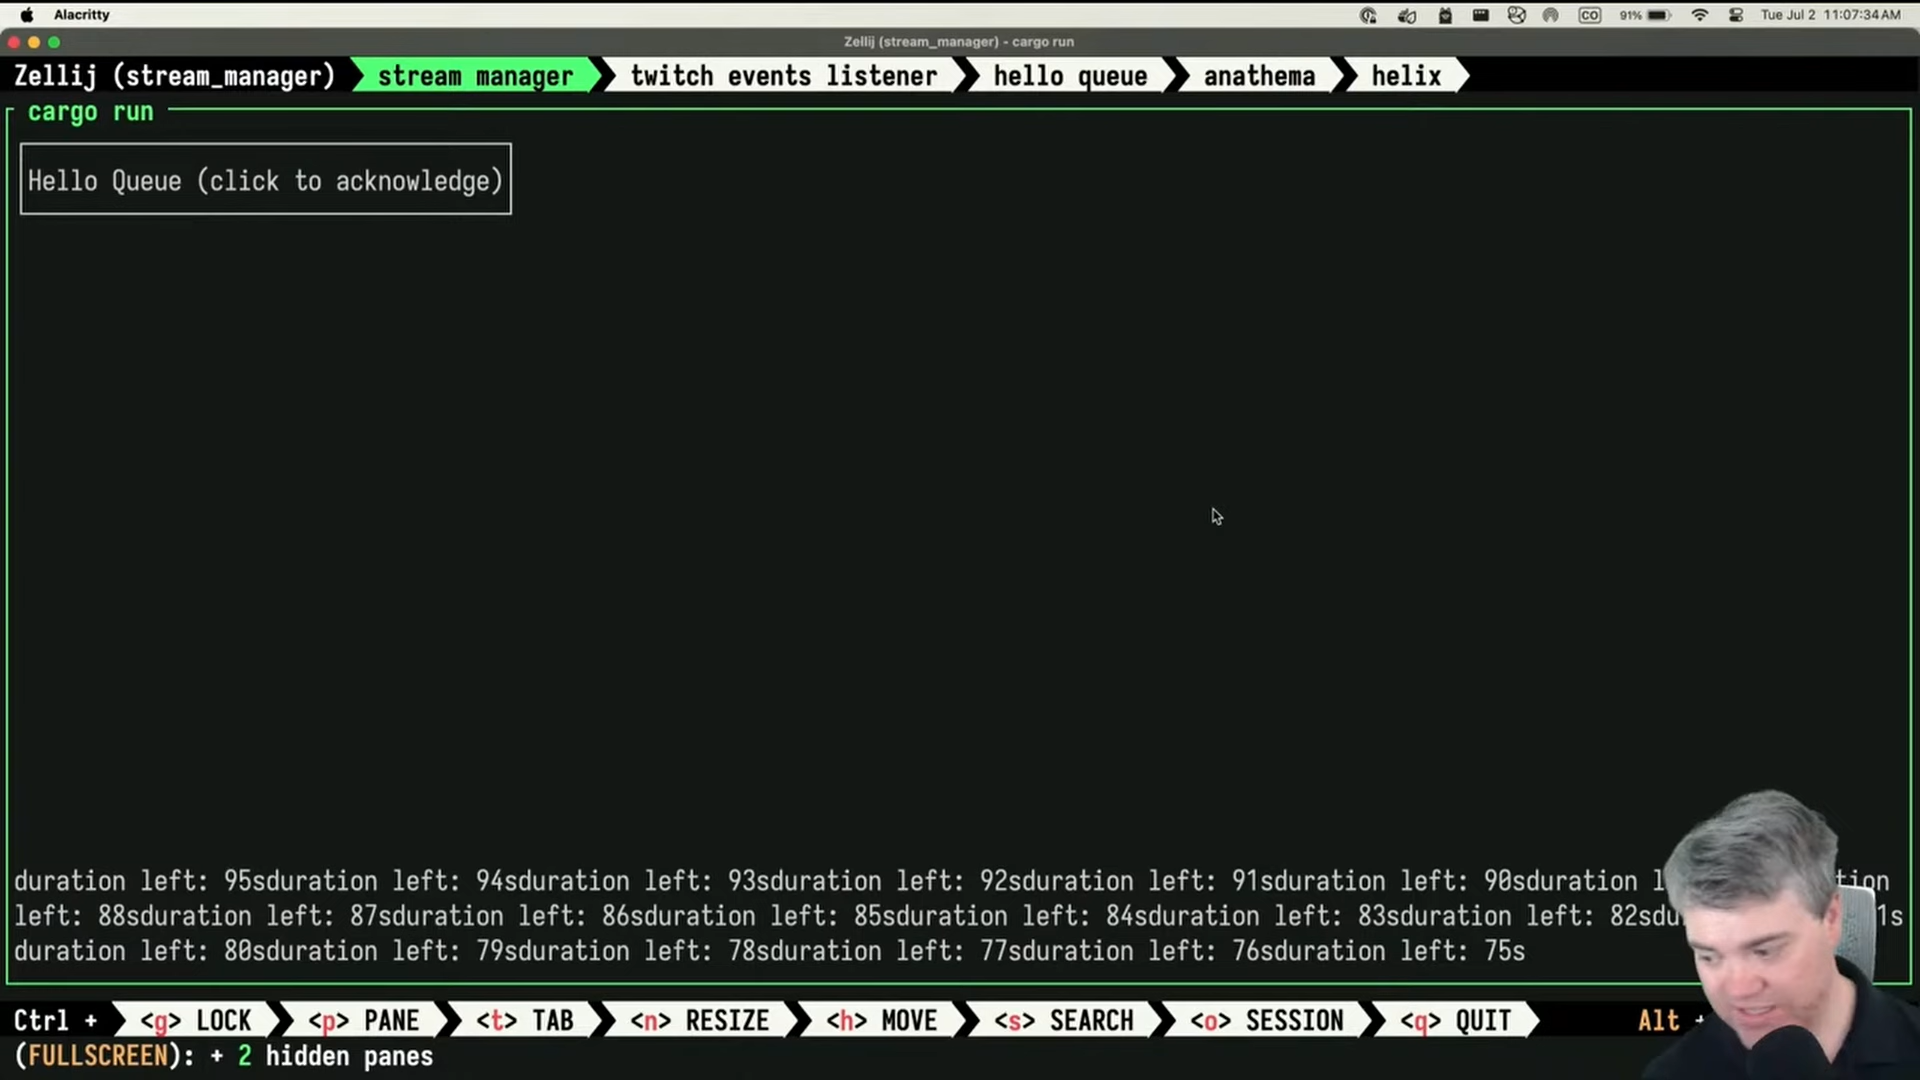 Alacritty
CO 91% Tue Jul 2 11:07:34 AM
Zellij (stream_manager) - cargo run
Zellij (stream_manager) stream manager twitch events listener hello queue anathema helix
cargo run
Hello Queue (click to acknowledge)
duration left: 95sduration left: 94sduration left: 93sduration left: 92sduration left: 91sduration left: 90sduration
left: 88sduration left: 87sduration left: 86sduration left: 85sduration left: 84sduration left: 83sduration left: 82s
duration left: 80sduration left: 79sduration left: 78sduration left: 77sduration left: 76sduration left: 75s
Ctrl + <g> LOCK <p> PANE <t> TAB <n> RESIZE <h> MOVE <s> SEARCH <o> SESSION <q> QUIT Alt
(FULLSCREEN): + 2 hidden panes